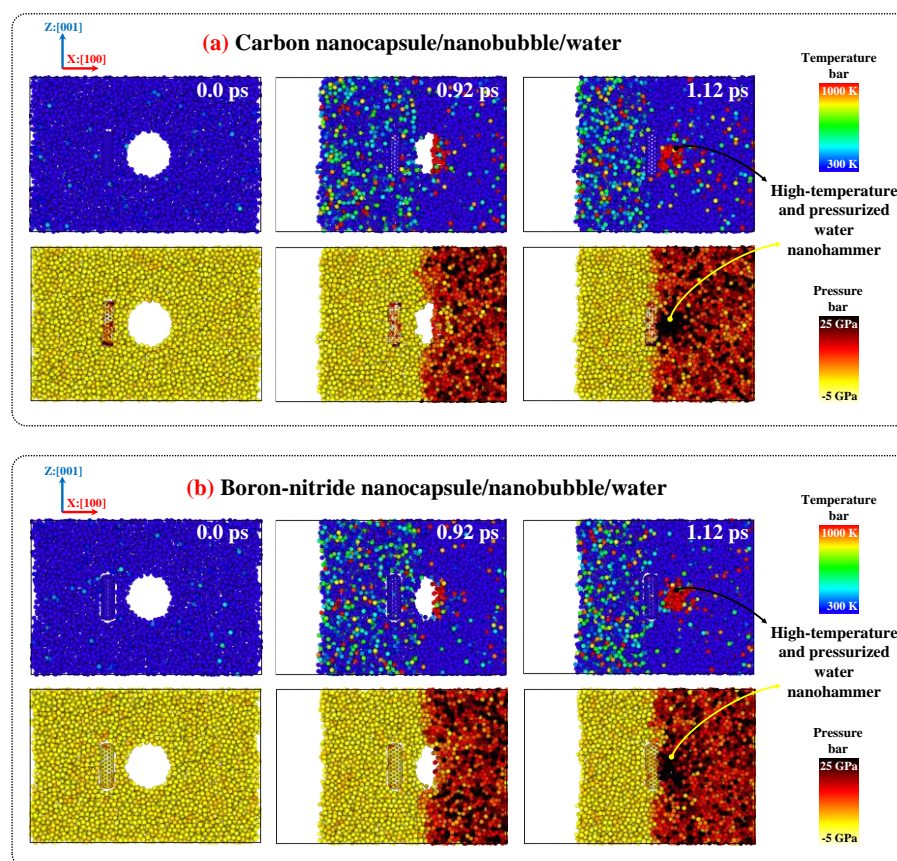 Z:[001]
X:[100]
(a) Carbon nanocapsule/nanobubble/water
0.0 ps
0.92 ps
1.12 ps
Temperature
bar
1000 K
300 K
High-temperature
and pressurized
water
nanohammer
Pressure
bar
25 GPa
-5 GPa
Z:[001]
X:[100]
(b) Boron-nitride nanocapsule/nanobubble/water
0.0 ps
0.92 ps
1.12 ps
Temperature
bar
1000 K
300 K
High-temperature
and pressurized
water
nanohammer
Pressure
bar
25 GPa
-5 GPa